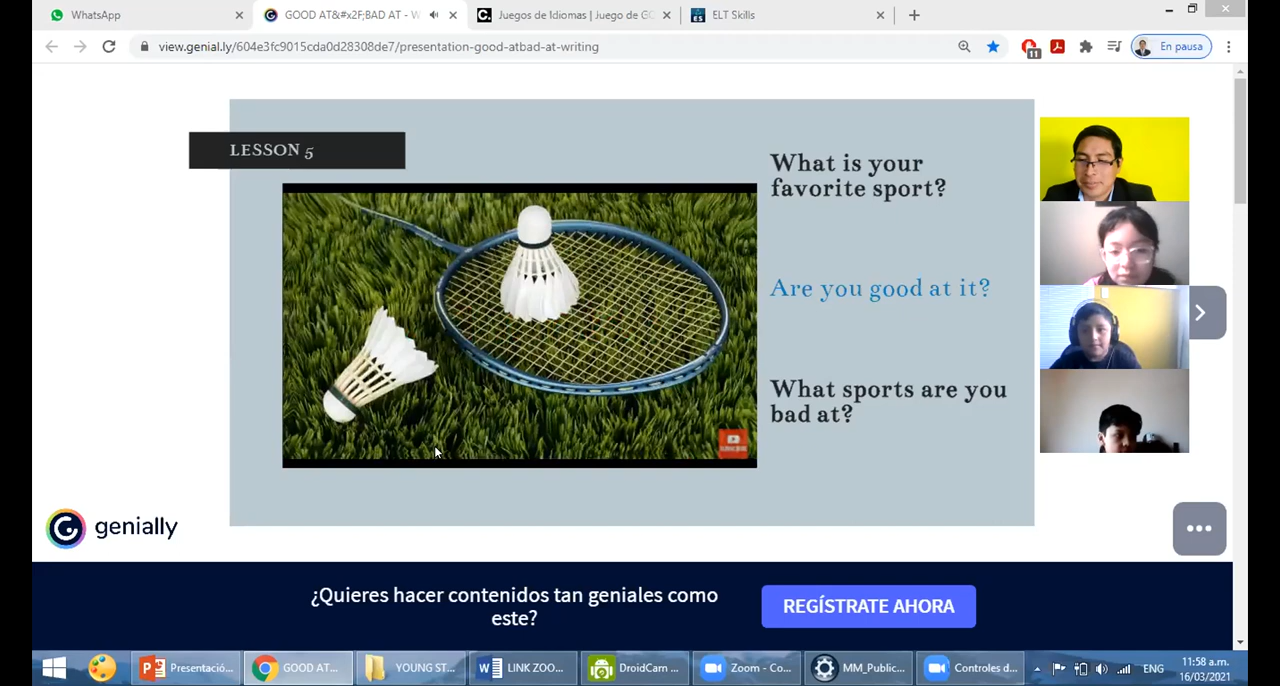 WhatsApp
GOOD AT&#x2F;BAD AT - W
Juegos de Idiomas | Juego de GO
ELT Skills
view.genial.ly/604e3fc9015cda0d28308de7/presentation-good-atbad-at-writing
11
En pausa
LESSON 5
What is your
favorite sport?
Are you good at it?
What sports are you
bad at?
SUBSCRIBE
genially
¿Quieres hacer contenidos tan geniales como
este?
REGÍSTRATE AHORA
Presentació...
GOOD AT...
YOUNG ST...
LINK ZOO...
DroidCam ...
Zoom - Co...
MM_Public...
Controles d...
ENG
11:58 a.m.
16/03/2021